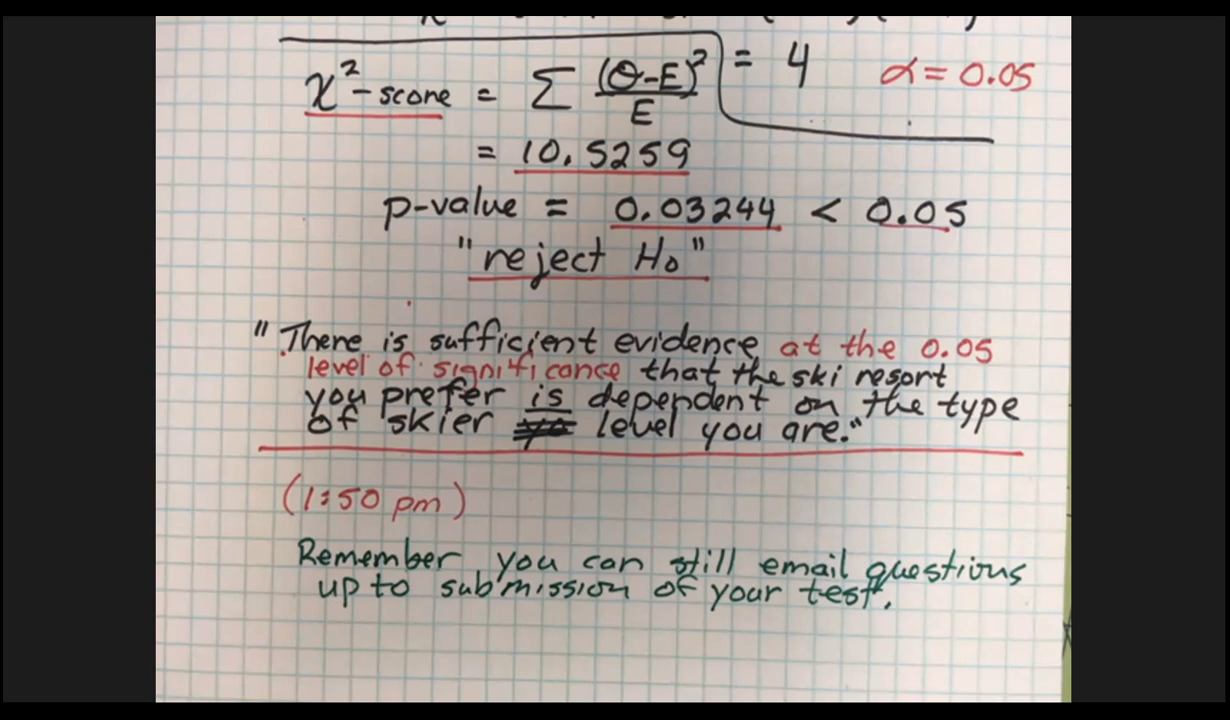 χ²-score = Σ (O-E)²/E = 4 α = 0.05
= 10.5259
p-value = 0.03244 < 0.05
"reject H₀"
"There is sufficient evidence at the 0.05
level of significance that the ski resort
you prefer is dependent on the type
of skier level you are."
(1:50 pm)
Remember you can still email questions
up to submission of your test.